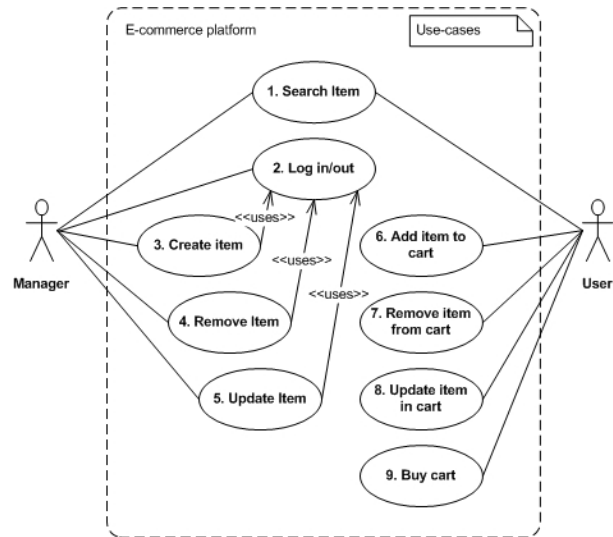 E-commerce platform
Use-cases
1. Search Item
2. Log in/out
<<uses>>
3. Create item
6. Add item to
cart
<<uses>>
Manager
User
<<uses>>
4. Remove Item
7. Remove item
from cart
5. Update Item
8. Update item
in cart
9. Buy cart